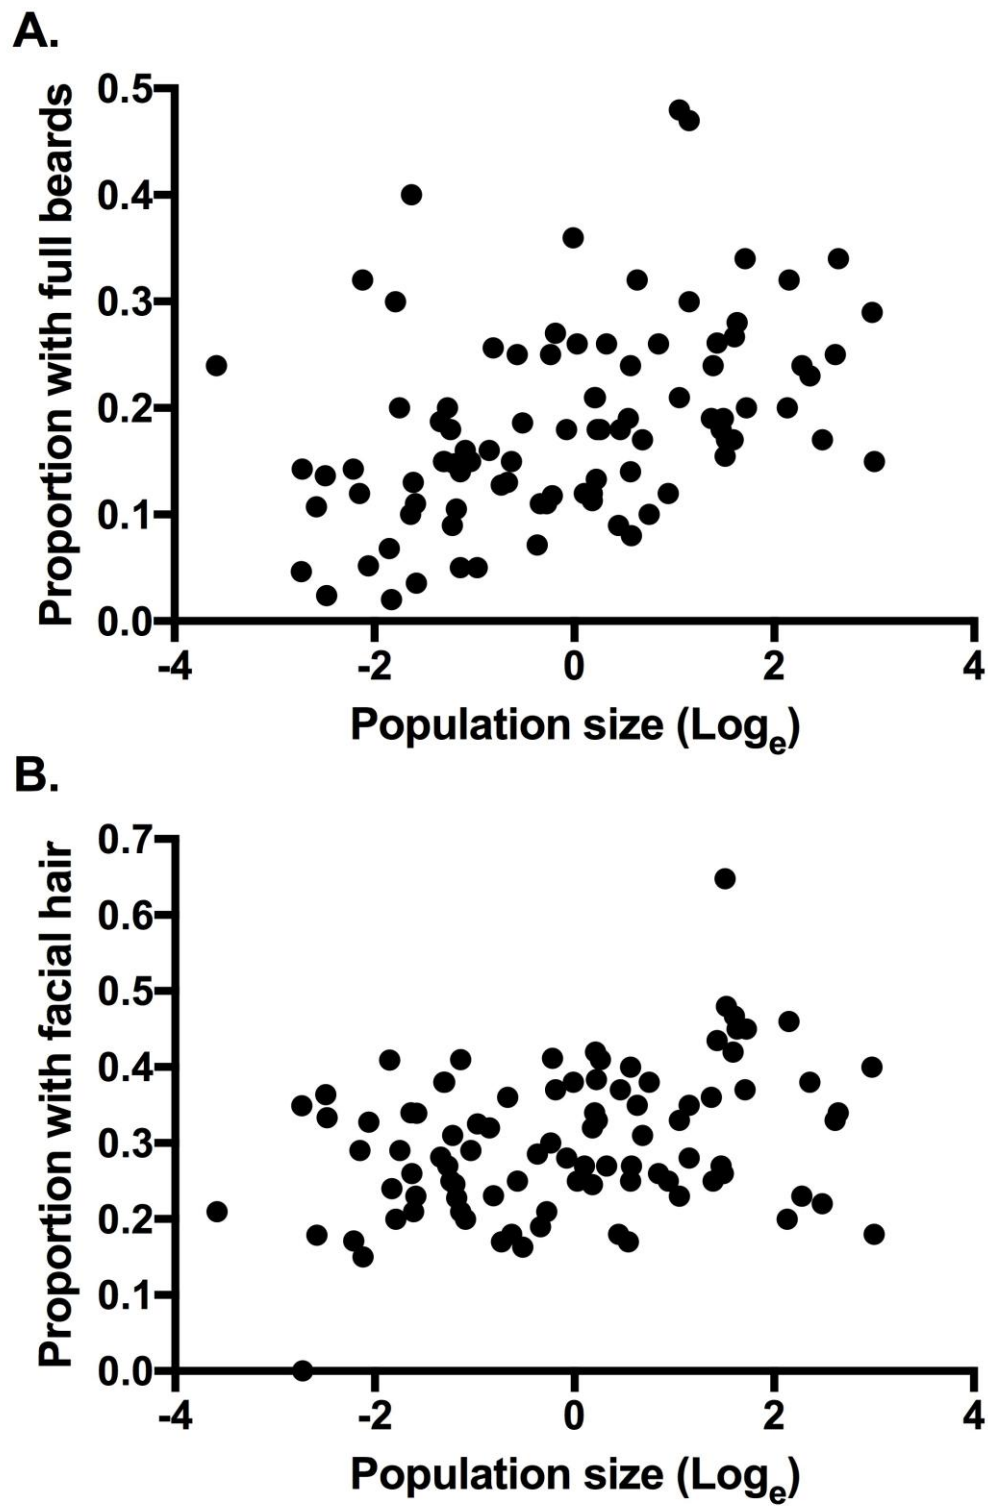 A.
Proportion with full beards
0.5
0.4
0.3
0.2
0.1
0.0
-4 -2 0 2 4
Population size (Loge)
B.
Proportion with facial hair
0.7
0.6
0.5
0.4
0.3
0.2
0.1
0.0
-4 -2 0 2 4
Population size (Loge)